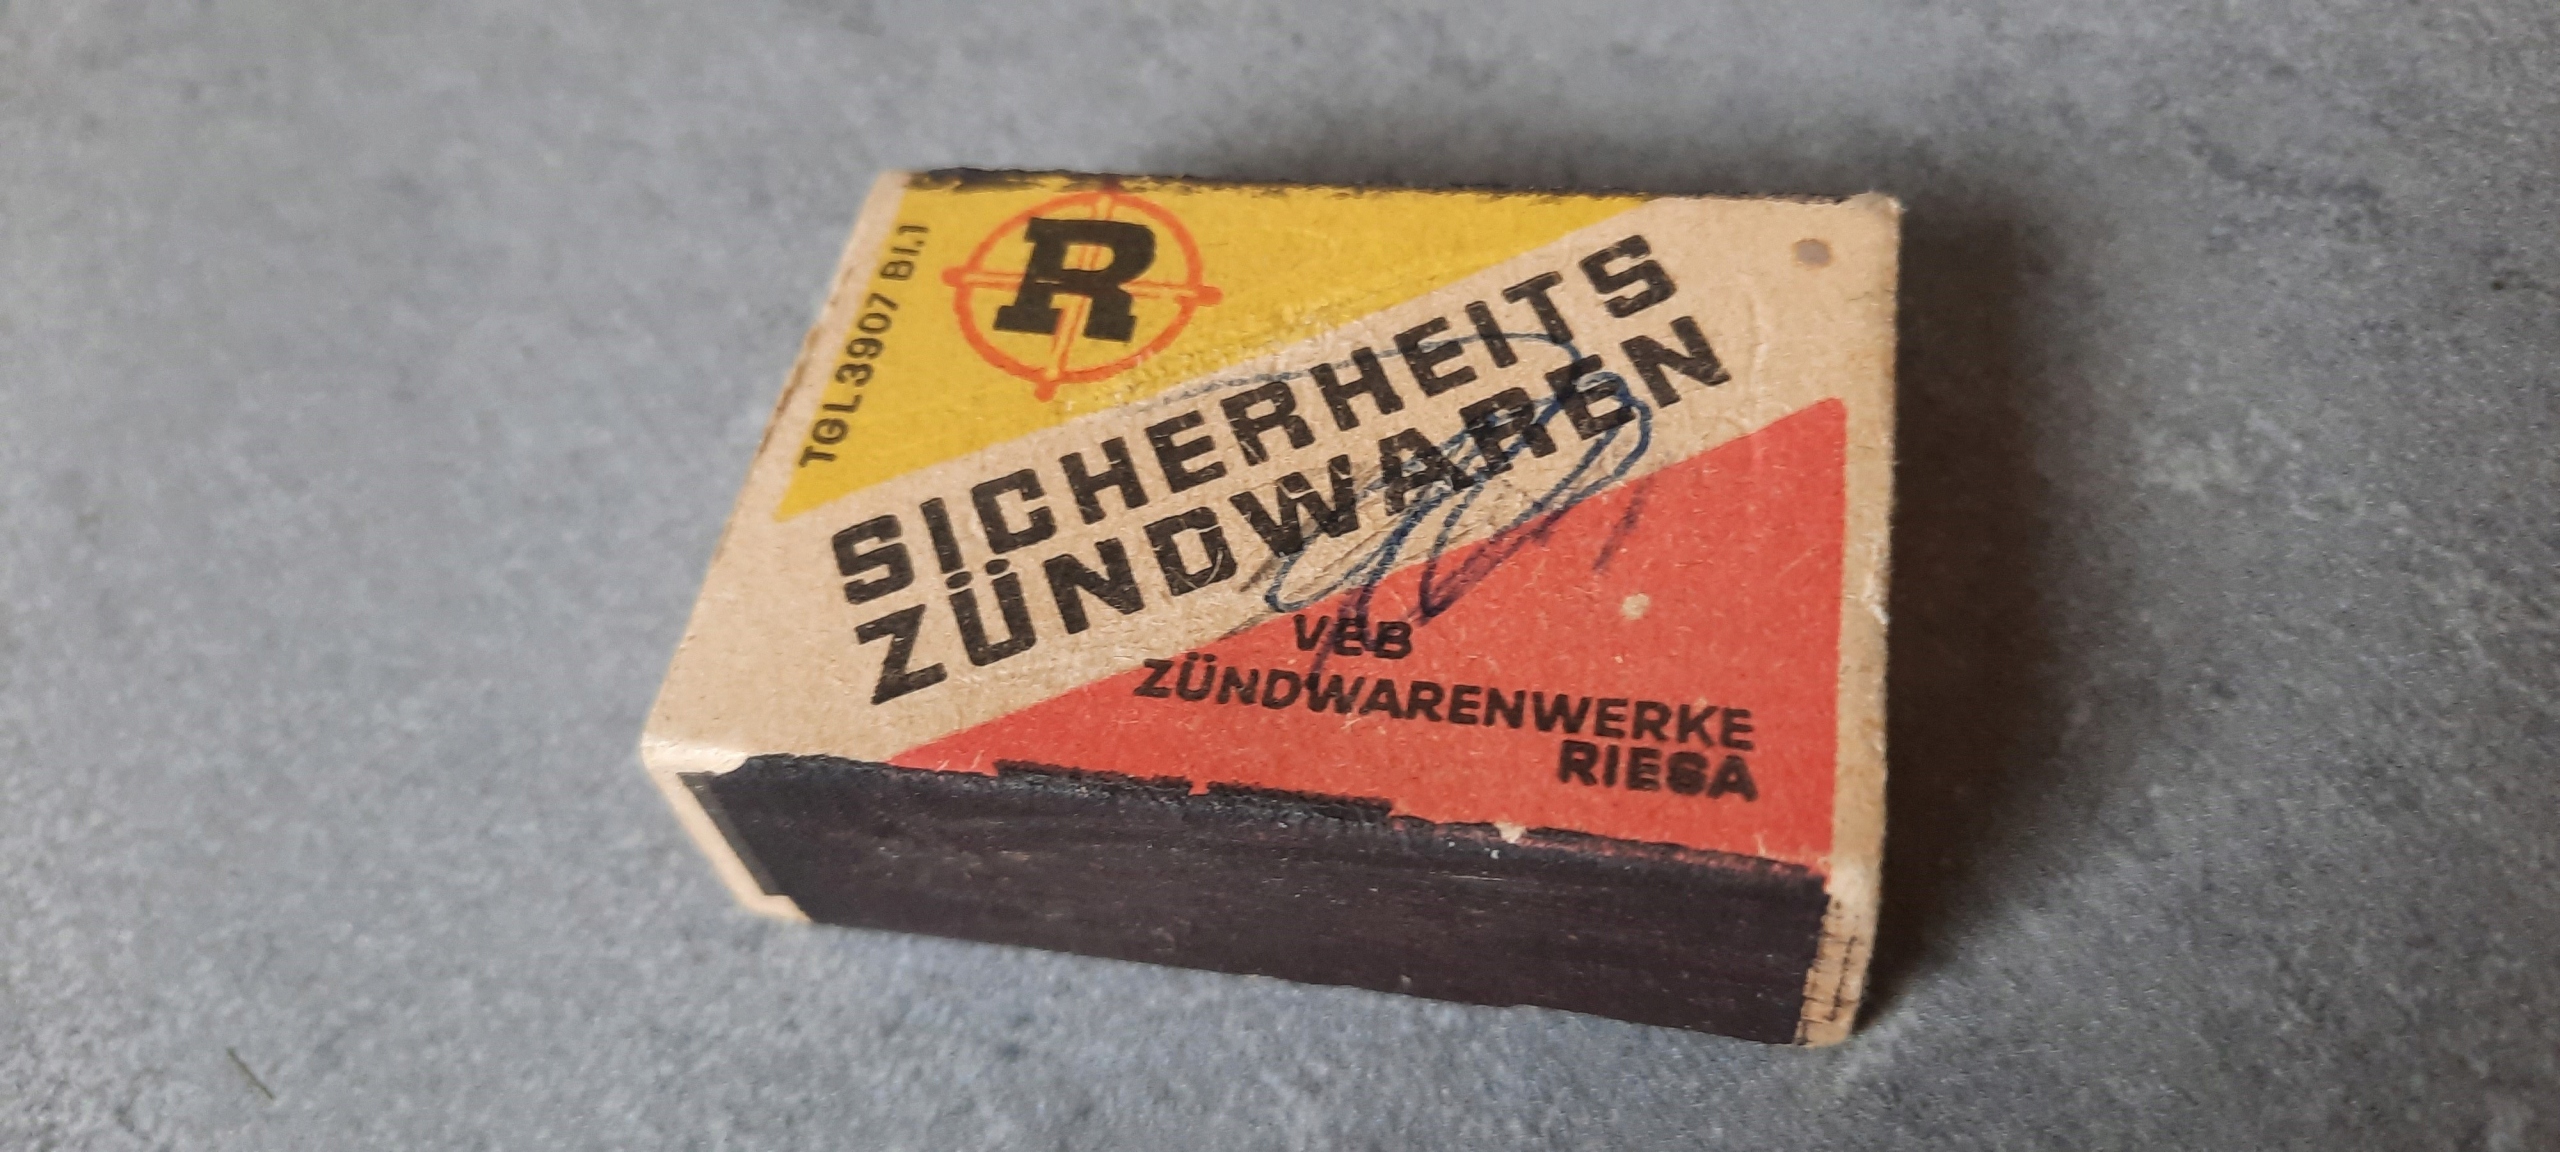 R
TGL 3907 Bl.1
SICHERHEITS
ZÜNDWAREN
VEB
ZÜNDWARENWERKE
RIESA